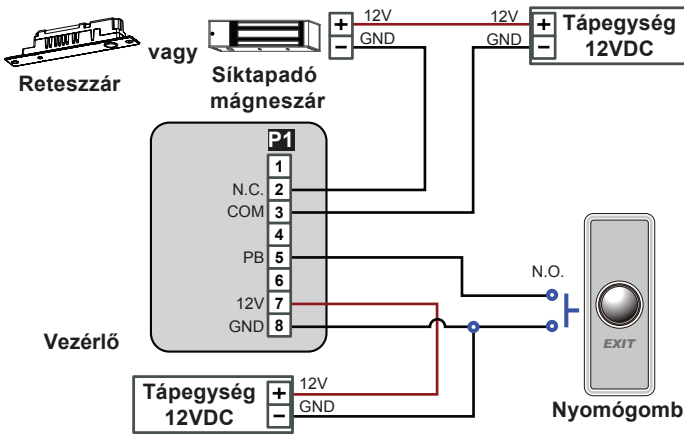 + 12V 12V + Tápegység
- GND GND - 12VDC
vagy
Reteszzár
Síktapadó
mágneszár
P1
1
N.C. 2
COM 3
4
PB 5
6
12V 7
GND 8
Vezérlő
N.O.
EXIT
Nyomógomb
Tápegység + 12V
12VDC - GND